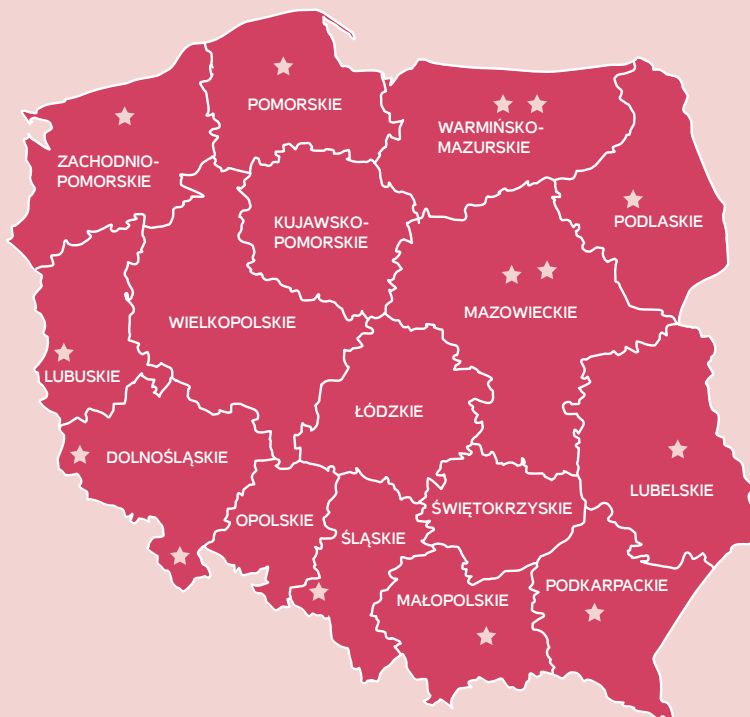 POMORSKIE
WARMIŃSKO-
MAZURSKIE
ZACHODNIO-
POMORSKIE
KUJAWSKO-
POMORSKIE
PODLASKIE
MAZOWIECKIE
WIELKOPOLSKIE
LUBUSKIE
ŁÓDZKIE
DOLNOŚLĄSKIE
LUBELSKIE
ŚWIĘTOKRZYSKIE
OPOLSKIE
ŚLĄSKIE
PODKARPACKIE
MAŁOPOLSKIE